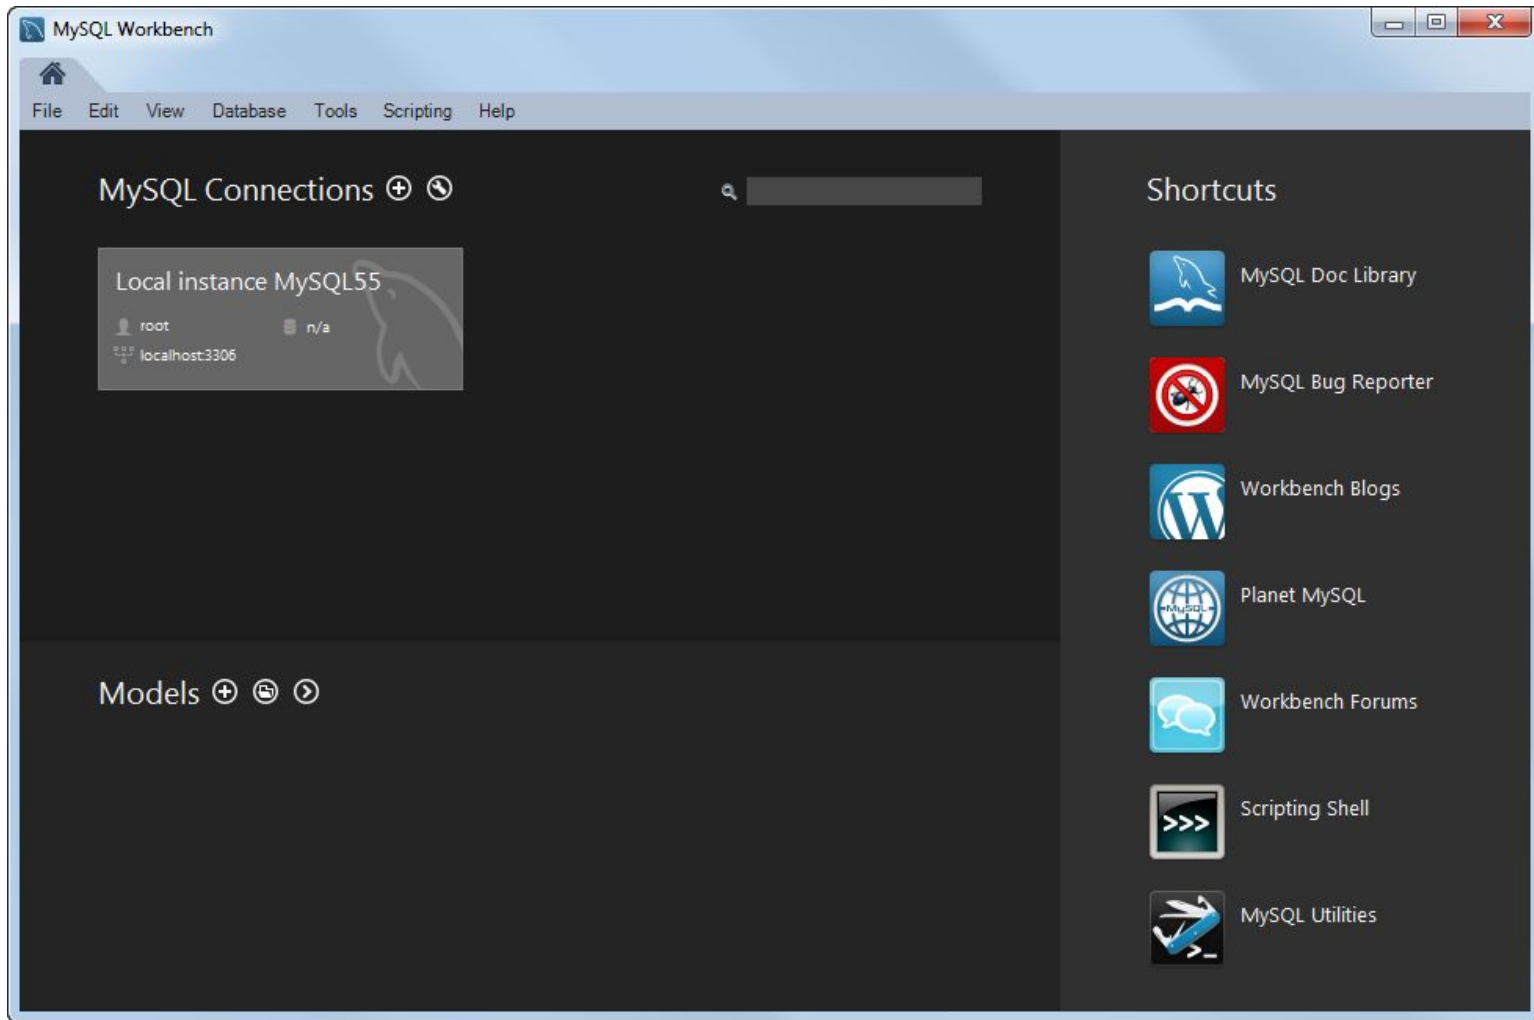 MySQL Workbench
File Edit View Database Tools Scripting Help
MySQL Connections
Local instance MySQL55
root n/a
localhost:3306
Models
Shortcuts
MySQL Doc Library
MySQL Bug Reporter
Workbench Blogs
MySQL
Planet MySQL
Workbench Forums
>>>
Scripting Shell
>_
MySQL Utilities